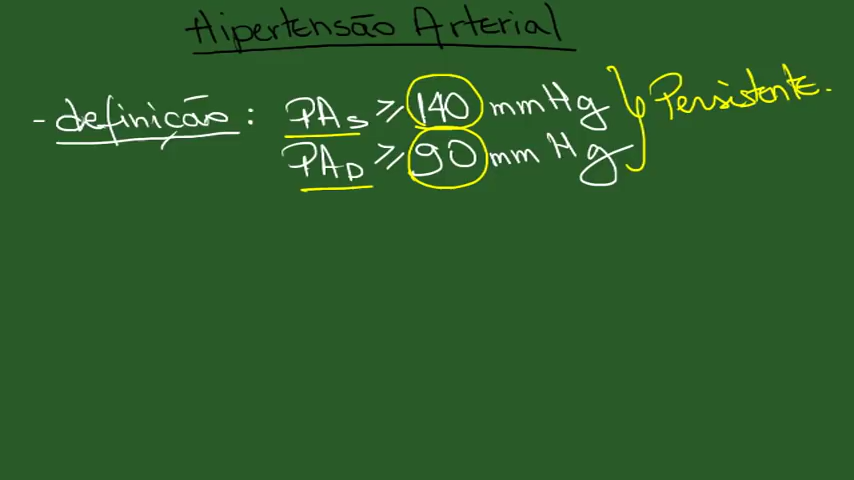 Hipertensão Arterial
- definição: PAs ≥ 140 mmHg } Persistente.
PAD ≥ 90 mmHg